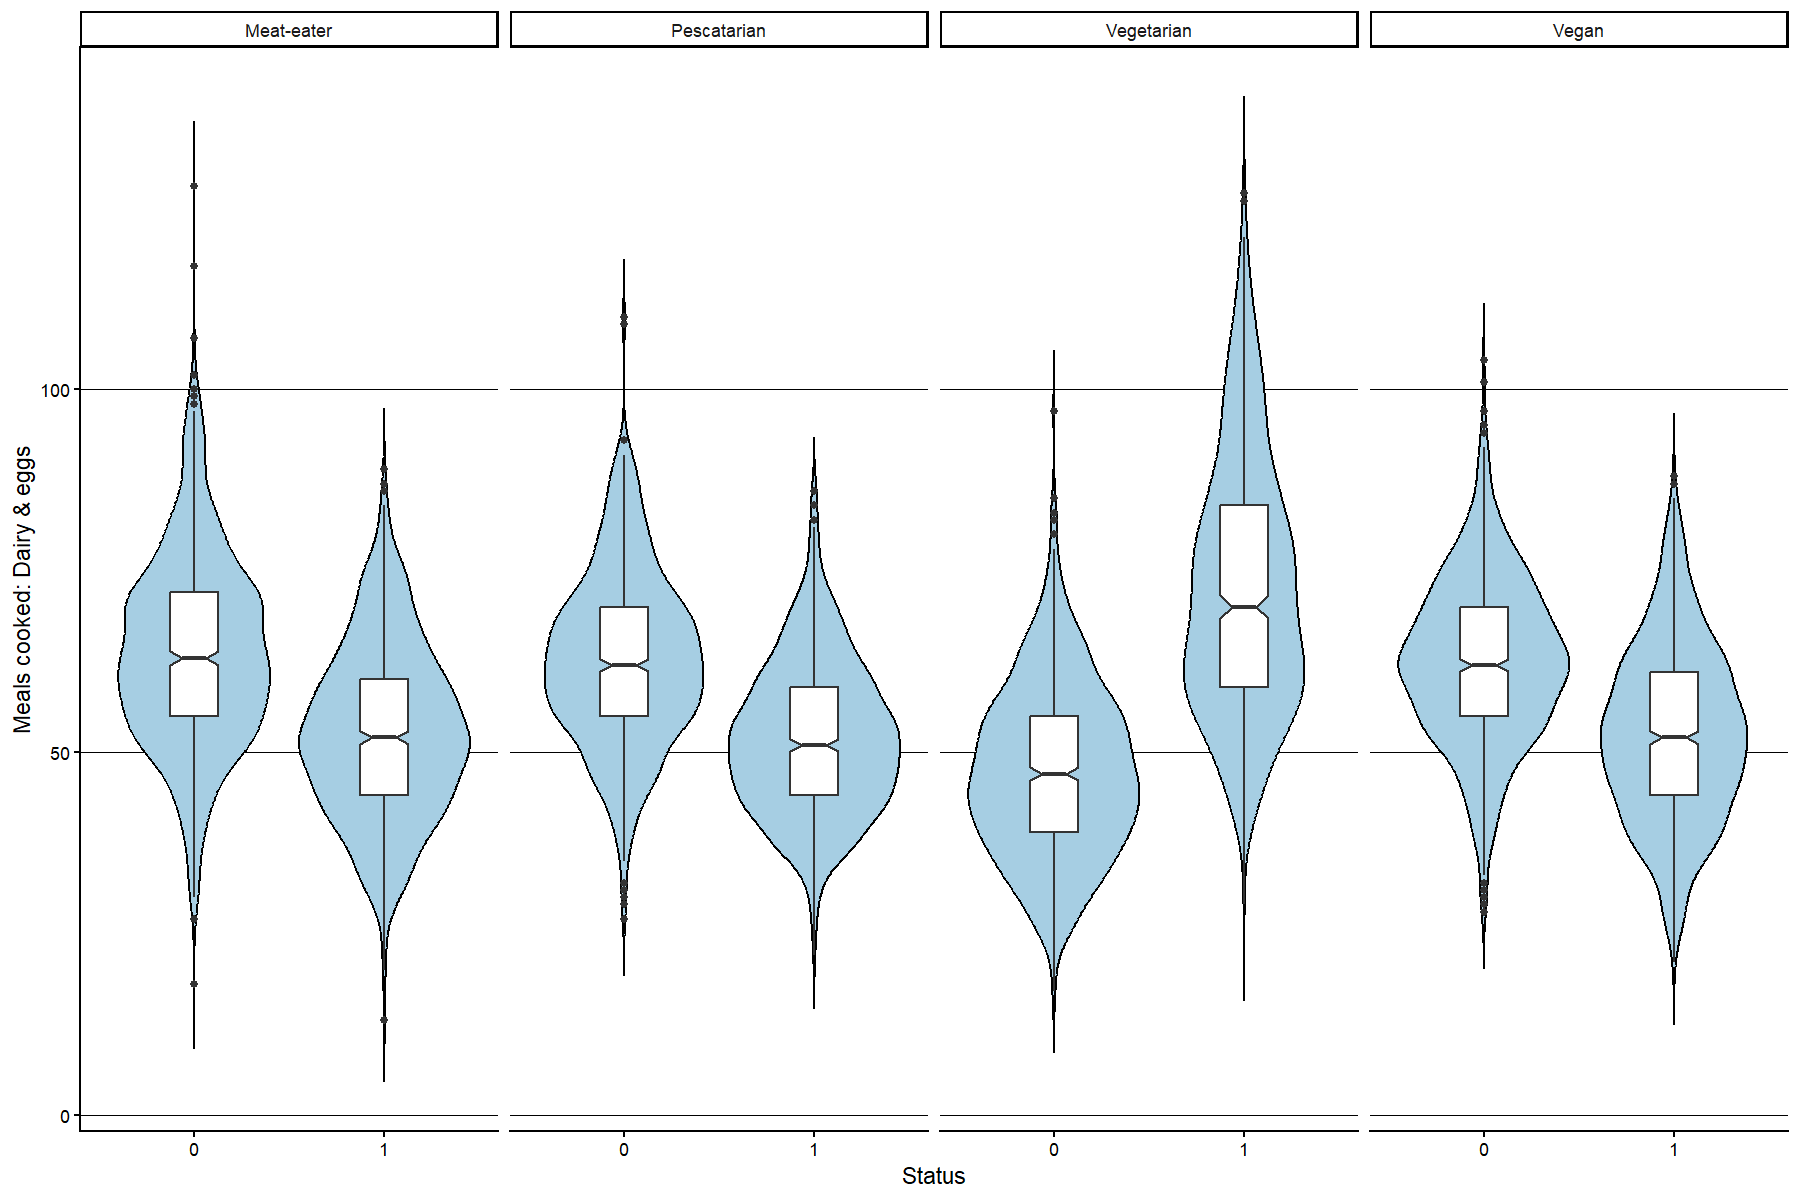 Meat-eater
Pescatarian
Vegetarian
Vegan
Meals cooked: Dairy & eggs
100
50
0
0
1
0
1
0
1
0
1
Status